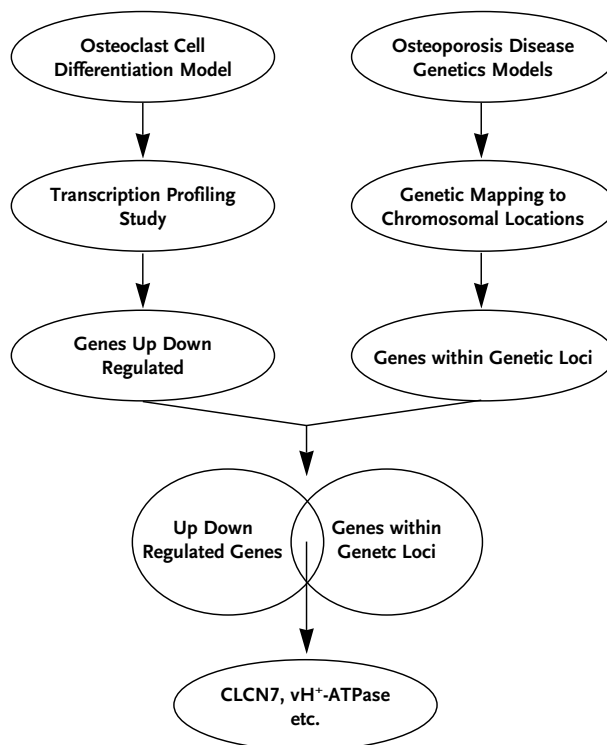 Osteoclast Cell
Differentiation Model
Osteoporosis Disease
Genetics Models
Transcription Profiling
Study
Genetic Mapping to
Chromosomal Locations
Genes Up Down
Regulated
Genes within Genetic Loci
Up Down
Regulated Genes
Genes within
Genetc Loci
CLCN7, vH⁺-ATPase
etc.